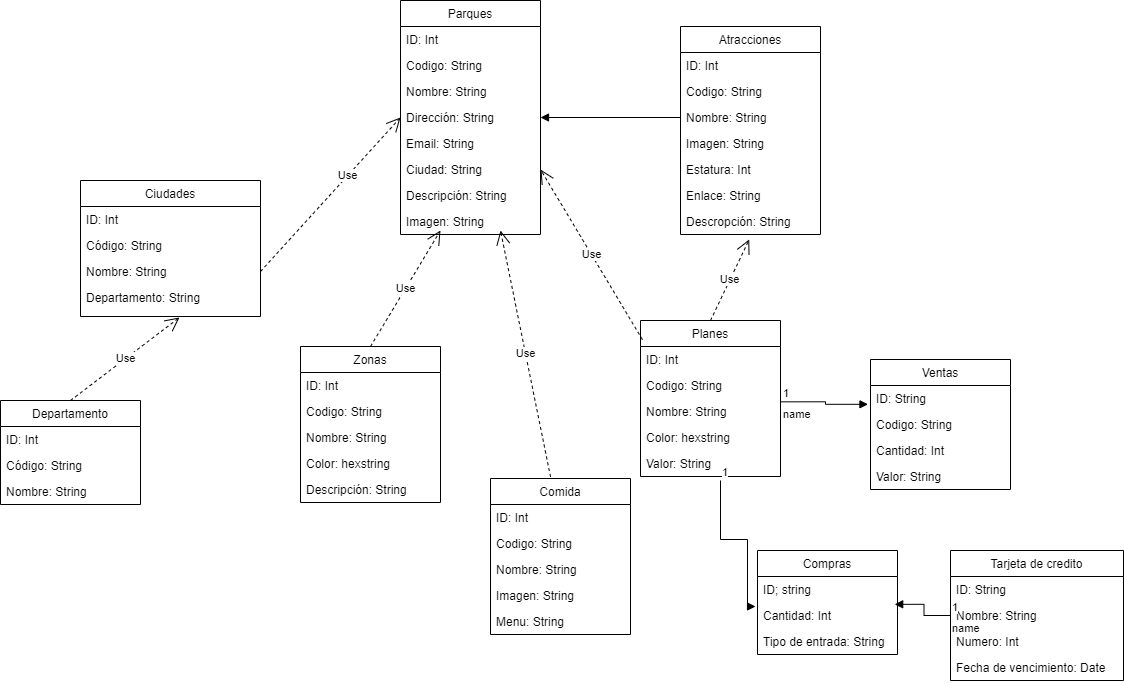 Parques
ID: Int
Codigo: String
Nombre: String
Dirección: String
Email: String
Ciudad: String
Descripción: String
Imagen: String
Atracciones
ID: Int
Codigo: String
Nombre: String
Imagen: String
Estatura: Int
Enlace: String
Descropción: String
Use
Ciudades
ID: Int
Código: String
Nombre: String
Departamento: String
Use
Use
Use
Use
Use
Departamento
ID: Int
Código: String
Nombre: String
Zonas
ID: Int
Codigo: String
Nombre: String
Color: hexstring
Descripción: String
Comida
ID: Int
Codigo: String
Nombre: String
Imagen: String
Menu: String
Planes
ID: Int
Codigo: String
Nombre: String
Color: hexstring
Valor: String
1
name
1
Ventas
ID: String
Codigo: String
Cantidad: Int
Valor: String
Compras
ID; string
Cantidad: Int
Tipo de entrada: String
Tarjeta de credito
ID: String
1
Nombre: String
name
Numero: Int
Fecha de vencimiento: Date